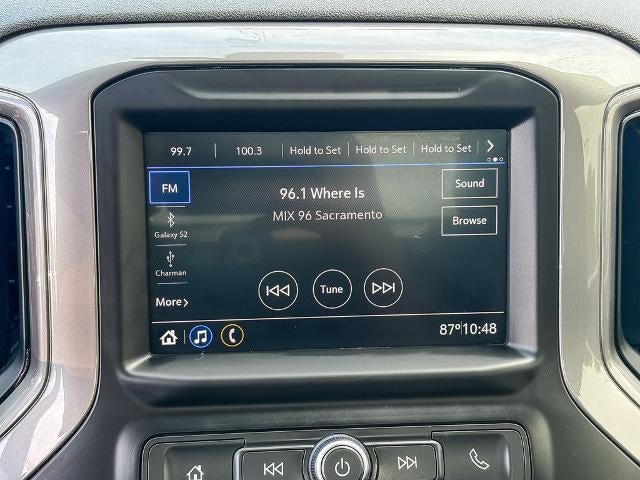 99.7 100.3 Hold to Set Hold to Set Hold to Set
FM
96.1 Where Is
Sound
MIX 96 Sacramento
Browse
Galaxy S2
Charman
Tune
More
87° 10:48